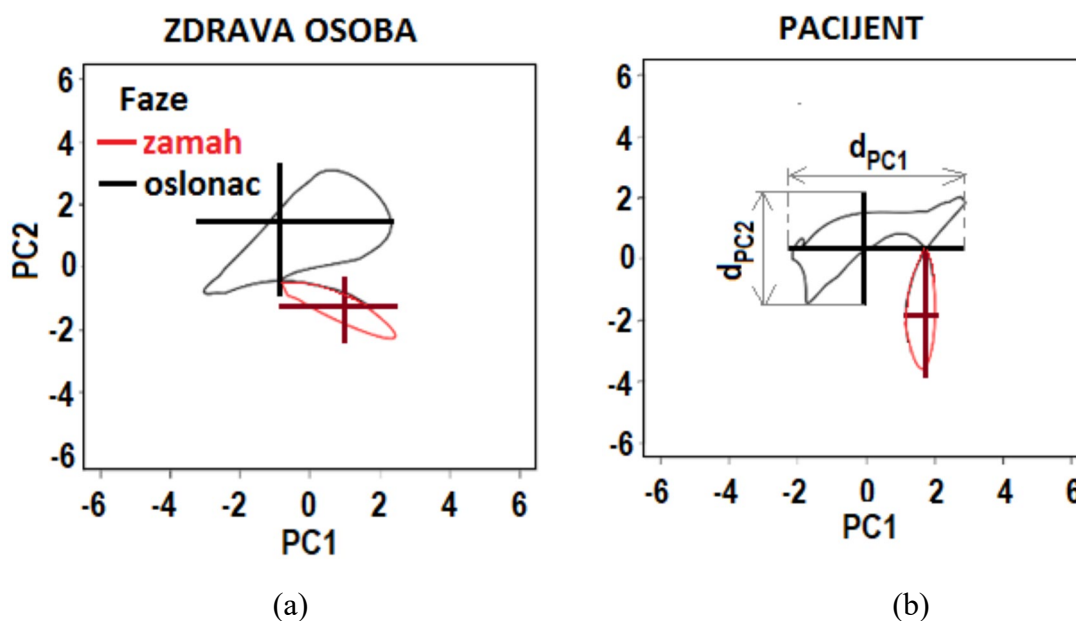 ZDRAVA OSOBA
6
4
2
0
-2
-4
-6
PC2
Faze
zamah
oslonac
-6 -4 -2 0 2 4 6
PC1
(a)
PACIJENT
6
4
2
0
-2
-4
-6
dPC1
dPC2
-6 -4 -2 0 2 4 6
PC1
(b)